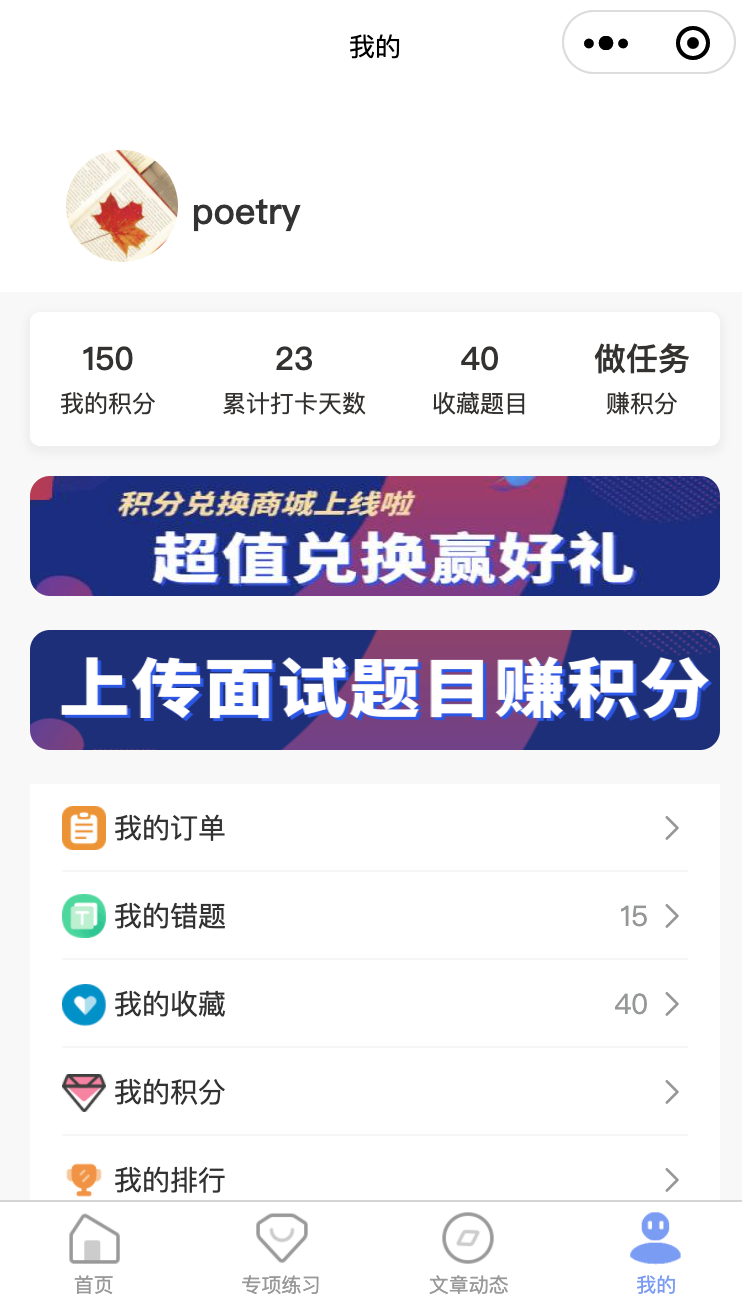 我的
poetry
150 23 40 做任务
我的积分 累计打卡天数 收藏题目 赚积分
积分兑换商城上线啦
超值兑换赢好礼
上传面试题目赚积分
我的订单
我的错题 15
我的收藏 40
我的积分
我的排行
首页 专项练习 文章动态 我的